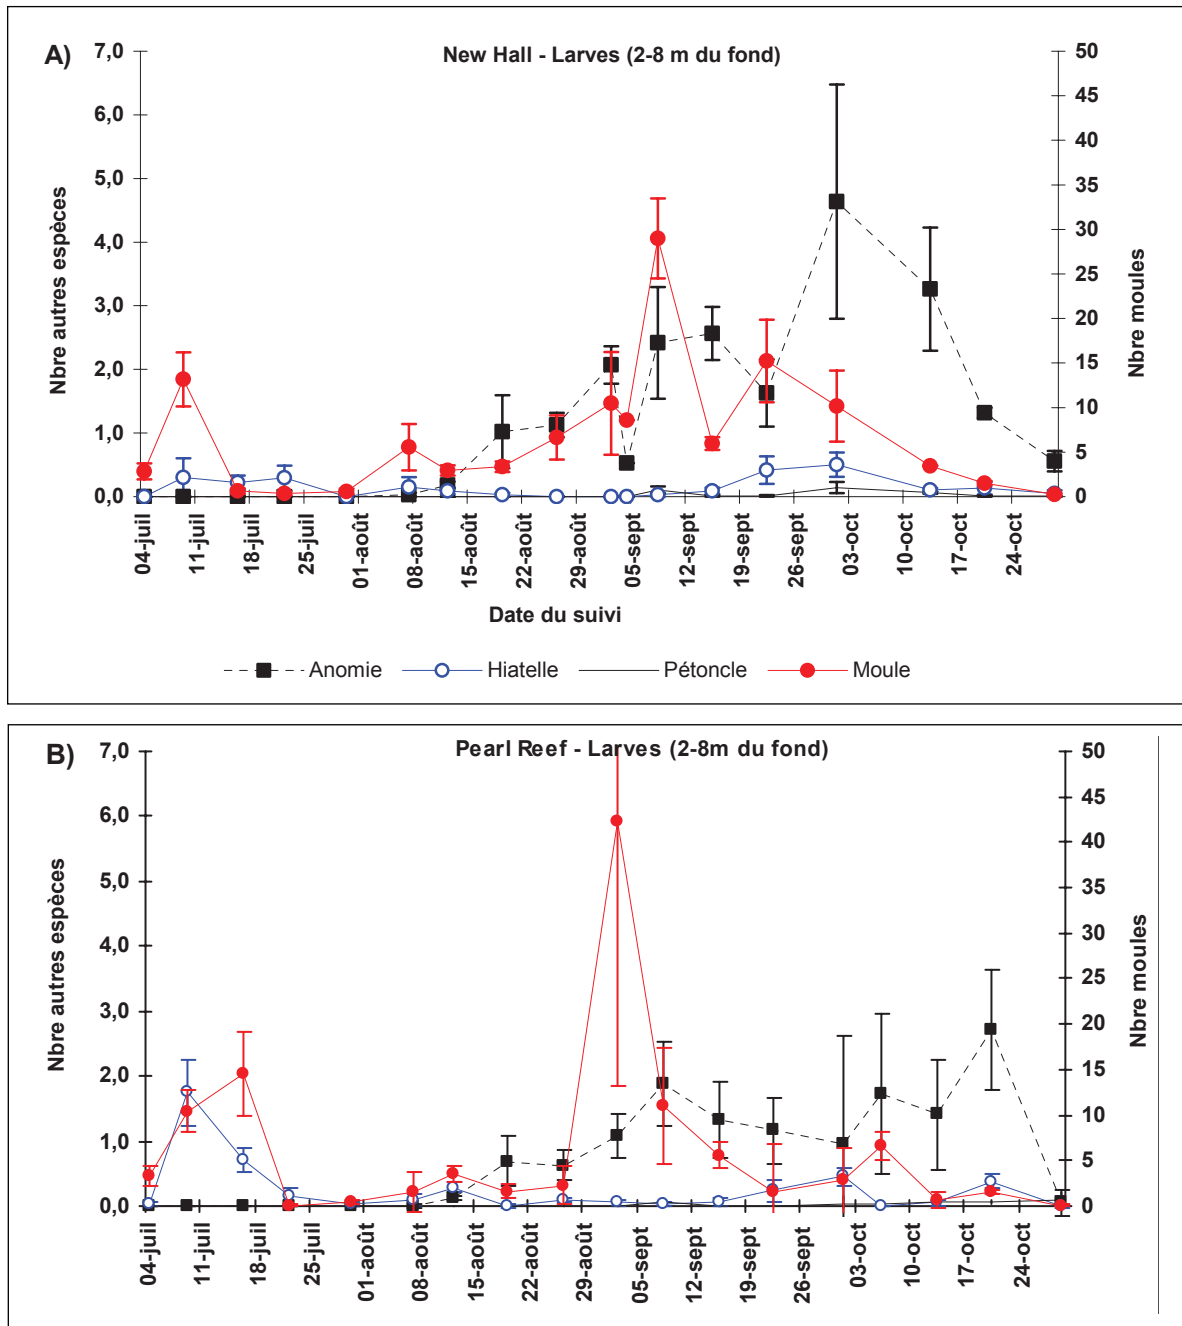 A)
New Hall - Larves (2-8 m du fond)
7,0
6,0
5,0
4,0
3,0
2,0
1,0
0,0
Nbre autres espèces
50
45
40
35
30
25
20
15
10
5
0
Nbre moules
04-juil
11-juil
18-juil
25-juil
01-août
08-août
15-août
22-août
29-août
05-sept
12-sept
19-sept
26-sept
03-oct
10-oct
17-oct
24-oct
Date du suivi
Anomie Hiatelle Pétoncle Moule
B)
Pearl Reef - Larves (2-8m du fond)
7,0
6,0
5,0
4,0
3,0
2,0
1,0
0,0
Nbre autres espèces
50
45
40
35
30
25
20
15
10
5
0
Nbre moules
04-juil
11-juil
18-juil
25-juil
01-août
08-août
15-août
22-août
29-août
05-sept
12-sept
19-sept
26-sept
03-oct
10-oct
17-oct
24-oct